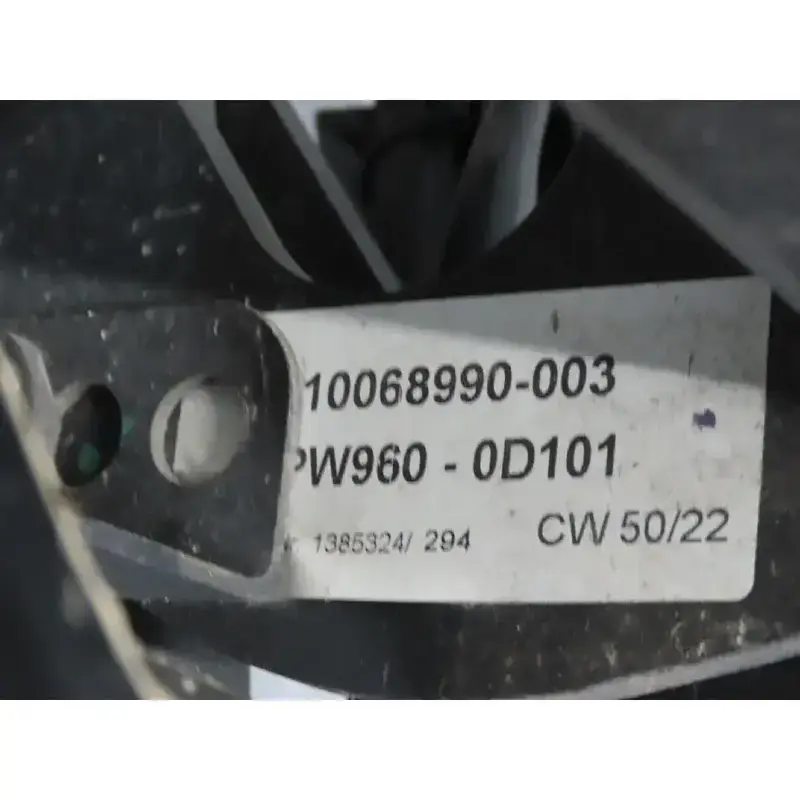 10068990-003
PW960 - 0D101
1385324/ 294 CW 50/22